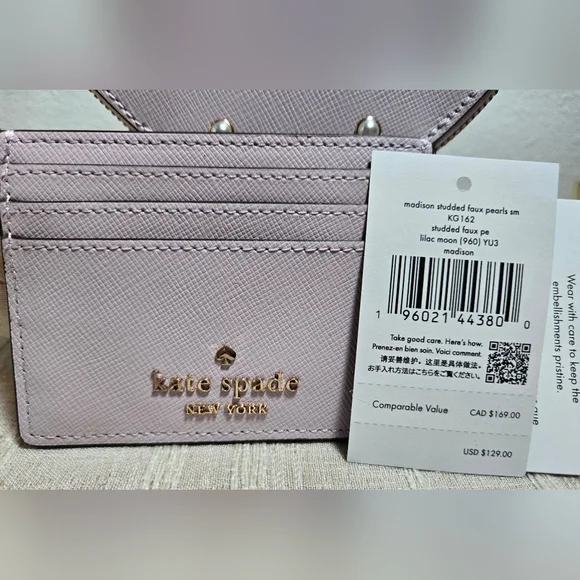 kate spade
NEW YORK
madison studded faux pearls sm
KG162
studded faux pe
lilac moon (960) YU3
madison
1 96021 44380 0
Take good care. Here's how.
Prenez-en bien soin. Voici comment.
请妥善维护。这里是具体做法。
お手入れ方法はこちらをご覧ください。
Comparable Value CAD $169.00
USD $129.00
Wear with care to keep the
embellishments pristine.
que